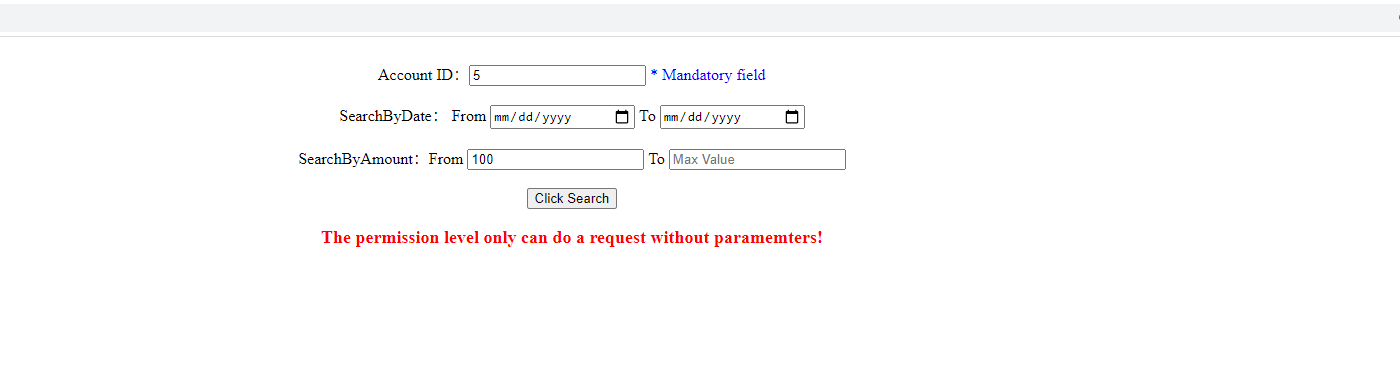 Account ID： 5 * Mandatory field
SearchByDate： From mm/dd/yyyy To mm/dd/yyyy
SearchByAmount：From 100 To Max Value
Click Search
The permission level only can do a request without paramemters!